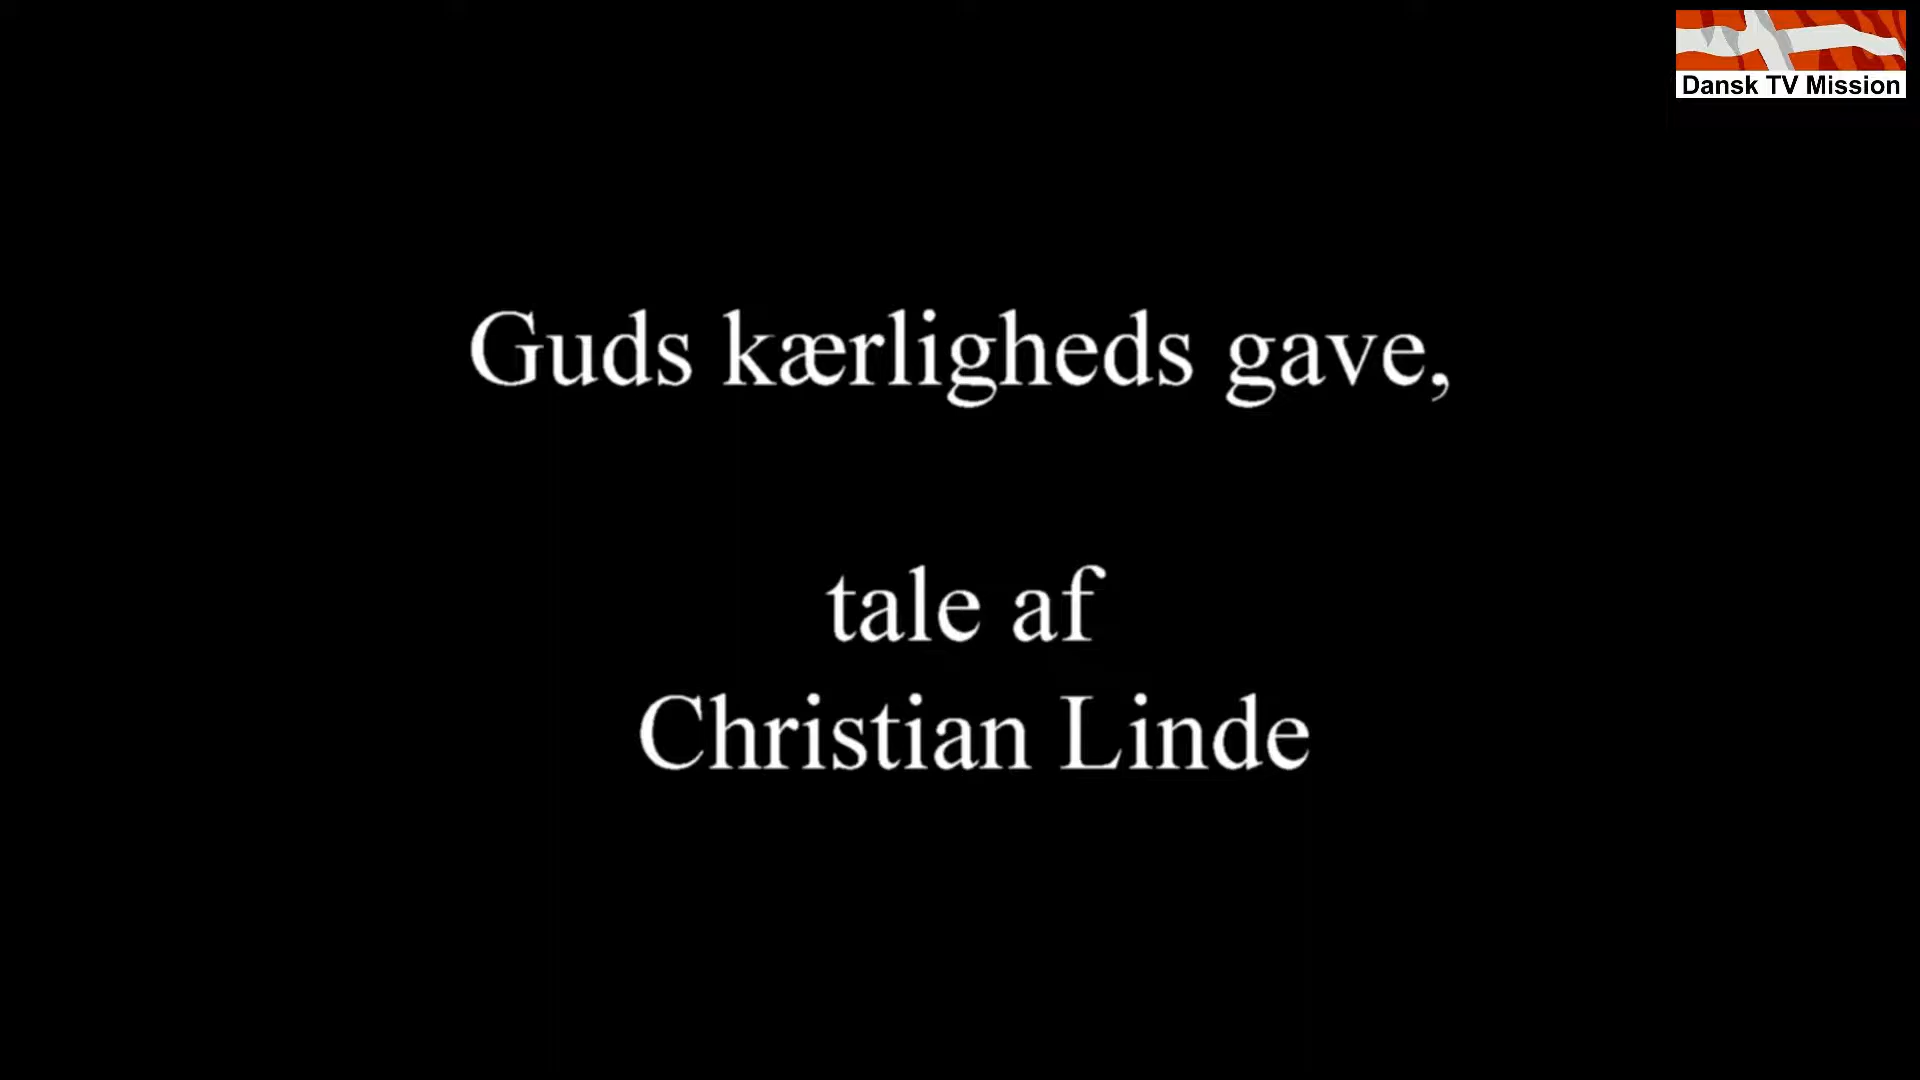 Dansk TV Mission
Guds kærligheds gave,
tale af
Christian Linde